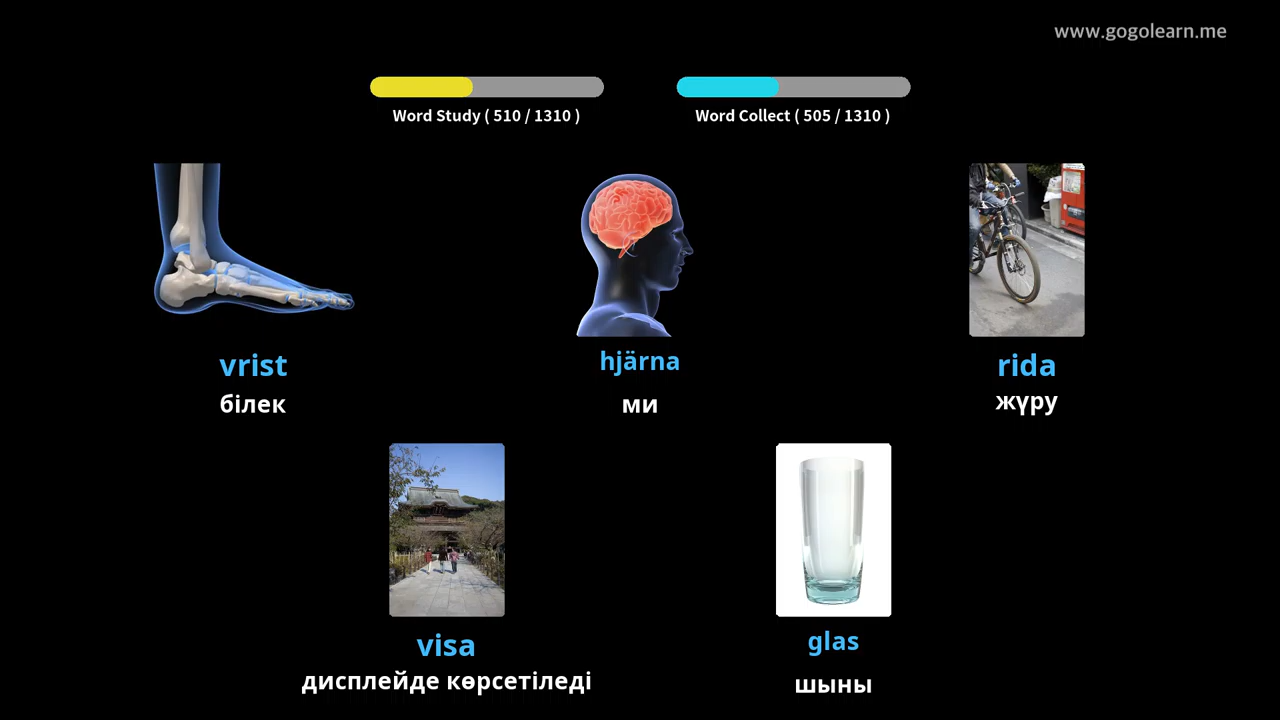 www.gogolearn.me
Word Study ( 510 / 1310 )
Word Collect ( 505 / 1310 )
vrist
білек
hjärna
ми
rida
жүру
visa
дисплейде көрсетіледі
glas
шыны